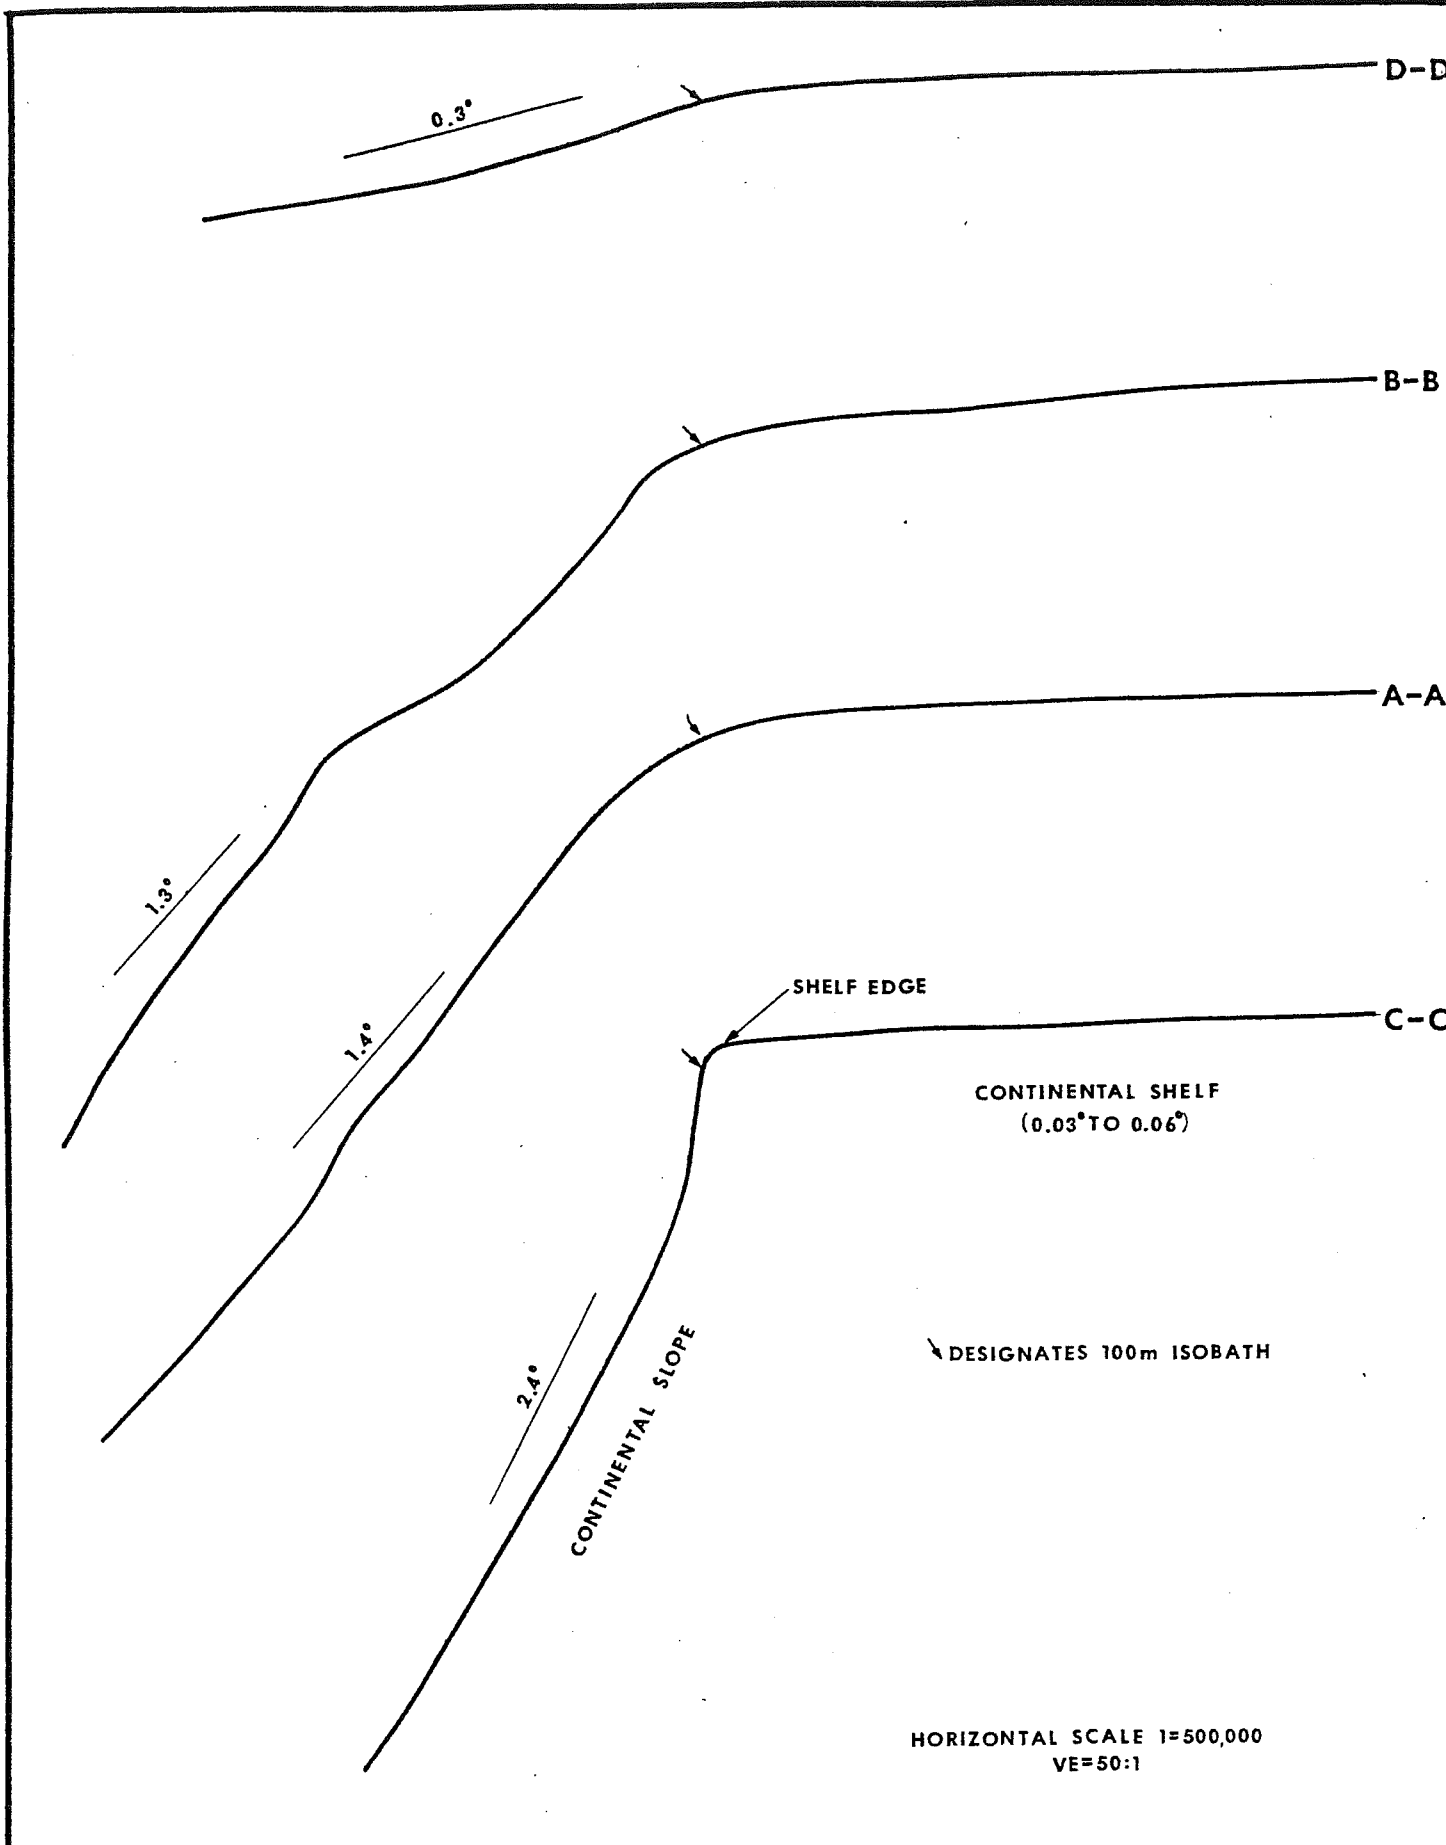 D-D
0.3°
B-B
1.3°
A-A
1.4°
SHELF EDGE
C-C
CONTINENTAL SHELF
(0.03° TO 0.06°)
2.4°
CONTINENTAL SLOPE
DESIGNATES 100m ISOBATH
HORIZONTAL SCALE 1=500,000
VE=50:1